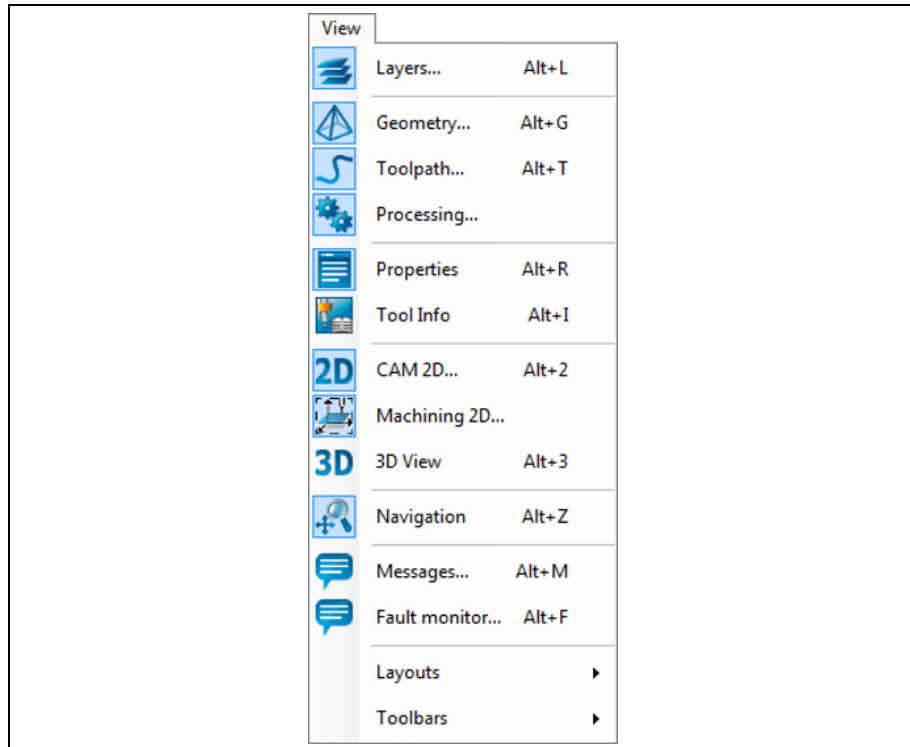 View
Layers... Alt+L
Geometry... Alt+G
Toolpath... Alt+T
Processing...
Properties Alt+R
Tool Info Alt+I
2D CAM 2D... Alt+2
Machining 2D...
3D 3D View Alt+3
Navigation Alt+Z
Messages... Alt+M
Fault monitor... Alt+F
Layouts
Toolbars